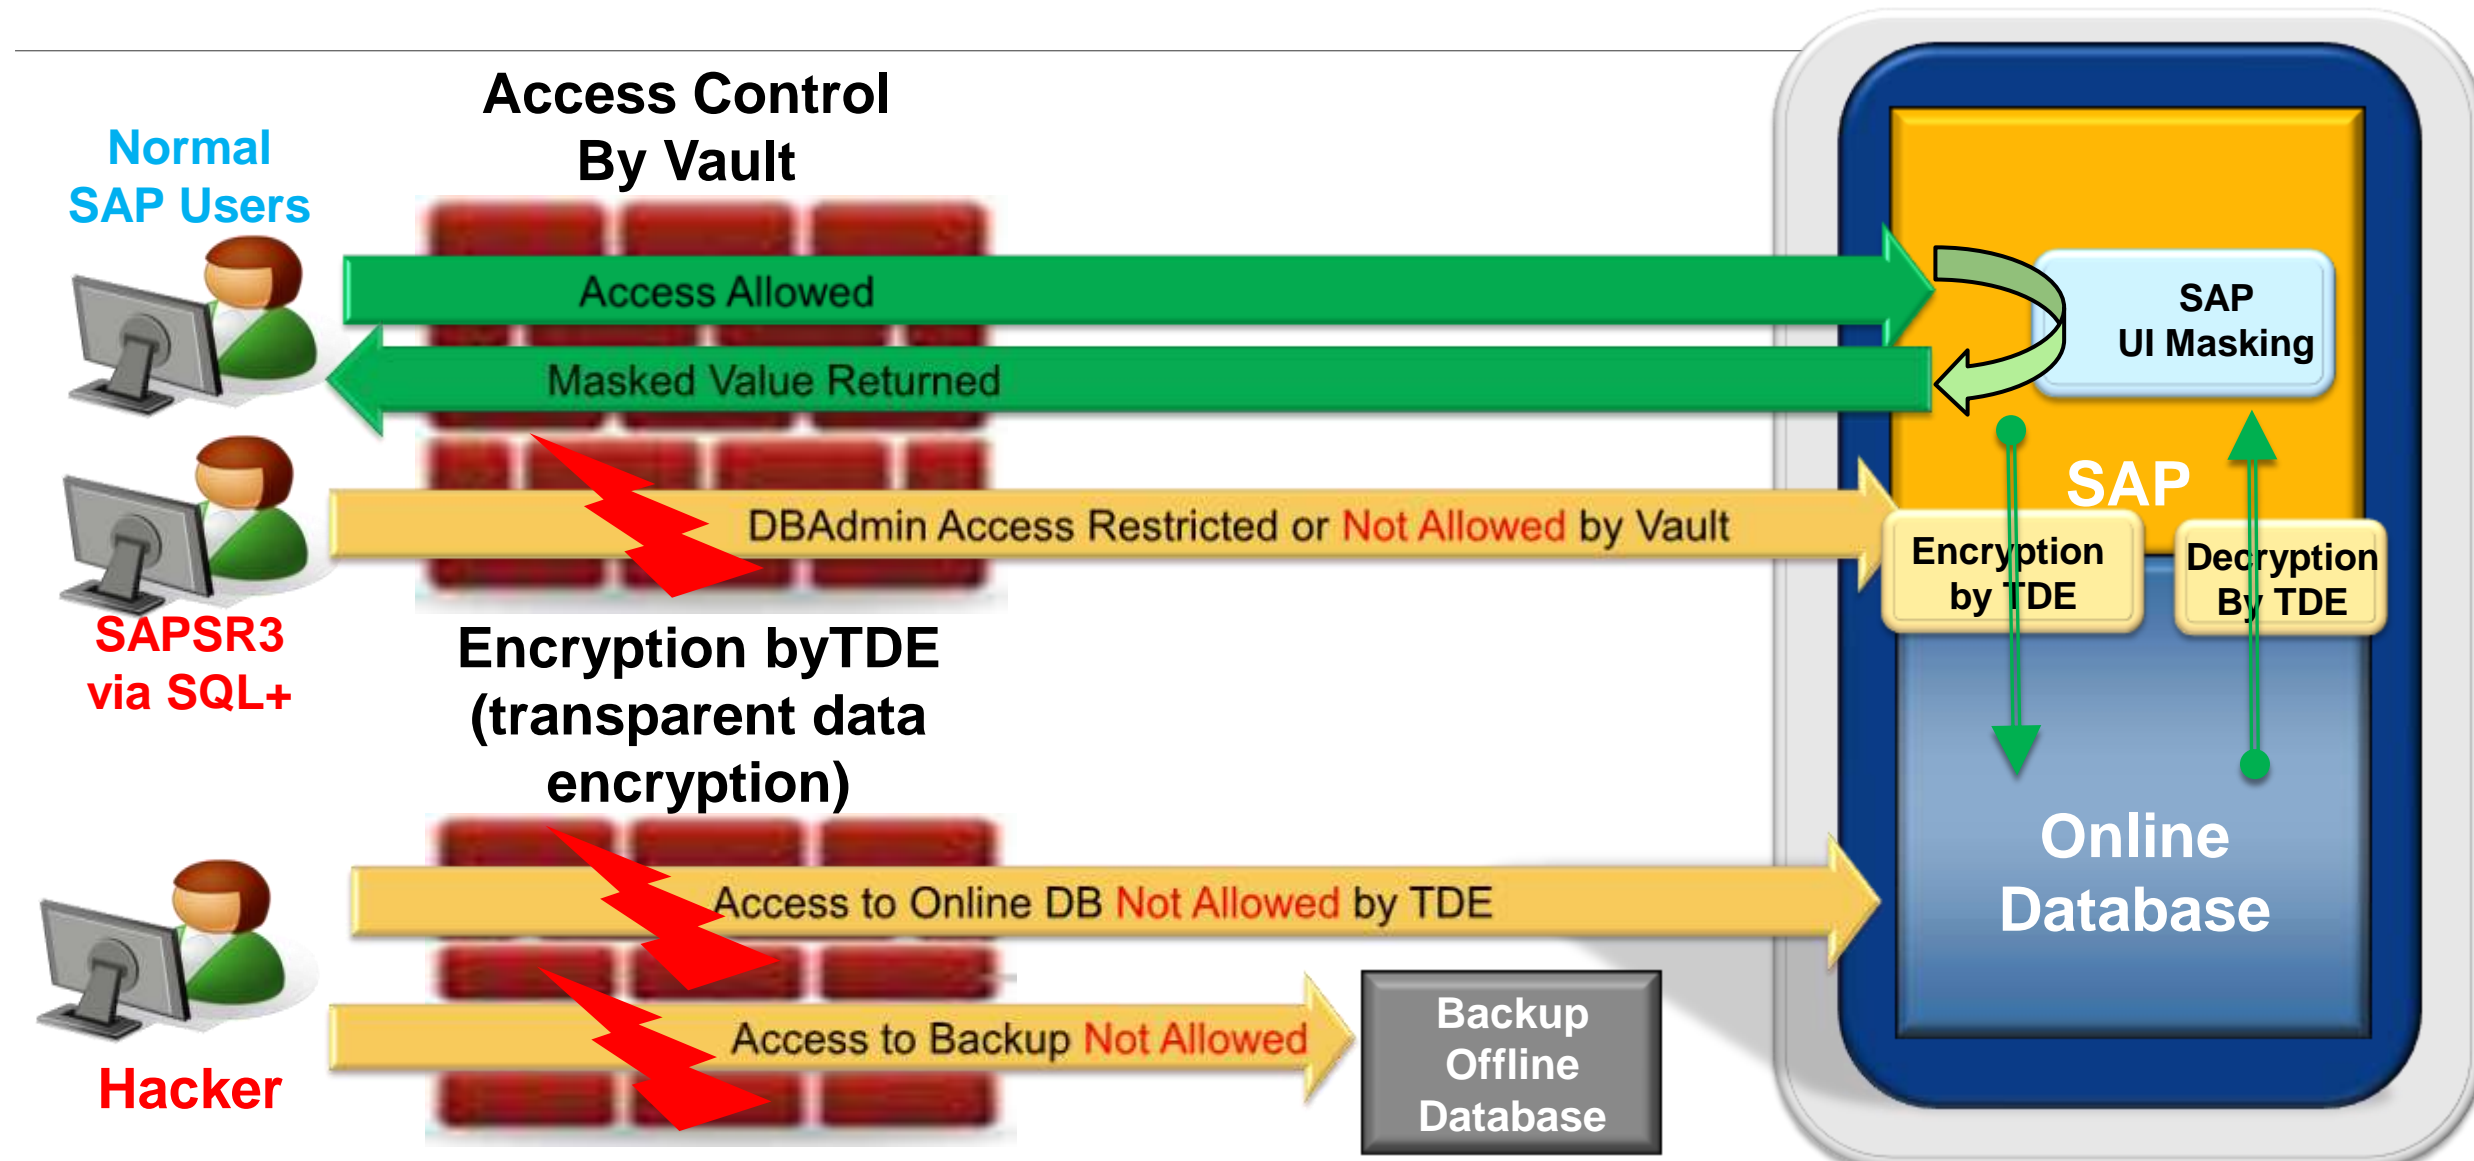 Access Control
By Vault
Normal
SAP Users
Access Allowed
SAP
UI Masking
Masked Value Returned
SAP
DBAdmin Access Restricted or Not Allowed by Vault
Encryption
by TDE
Decryption
By TDE
SAPSR3
via SQL+
Encryption byTDE
(transparent data
encryption)
Online
Database
Access to Online DB Not Allowed by TDE
Access to Backup Not Allowed
Backup
Offline
Database
Hacker